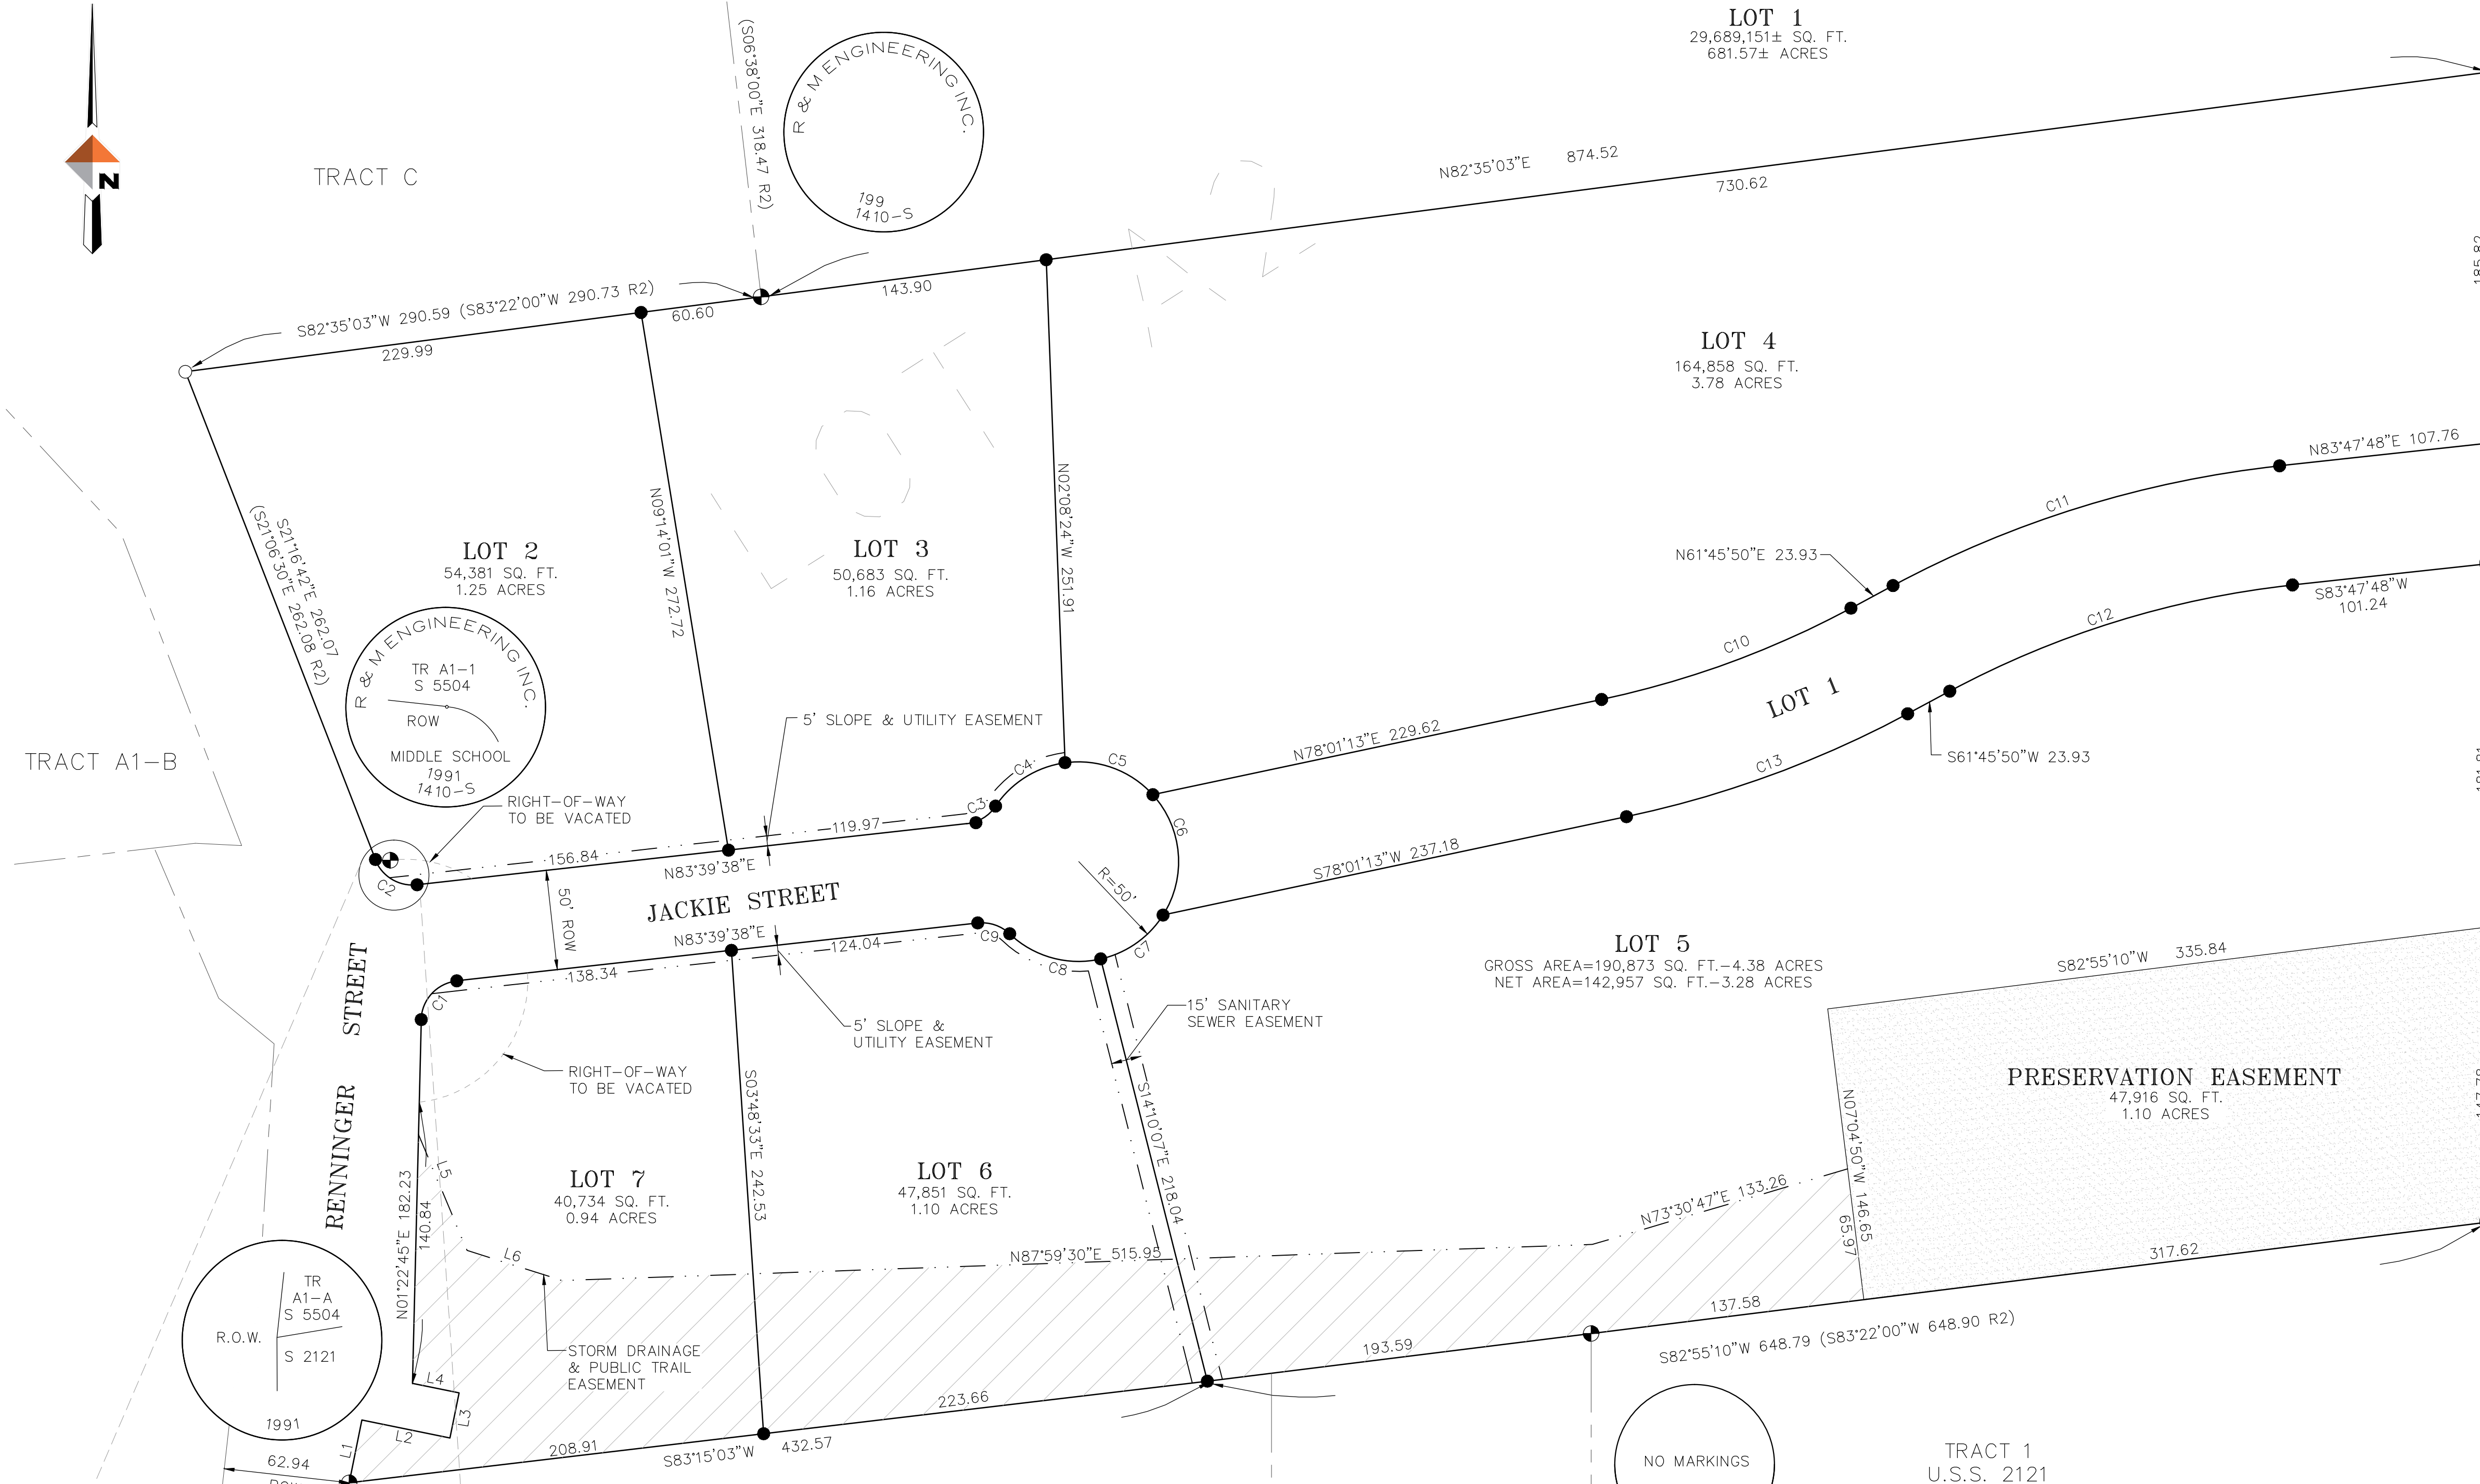 LOT 1
29,689,151± SQ. FT.
681.57± ACRES
(S06°38'00"E 318.47 R2)
R & M ENGINEERING INC.
199
1410-S
N
TRACT C
N82°35'03"E 874.52
730.62
S82°35'03"W 290.59 (S83°22'00"W 290.73 R2)
229.99
60.60
143.90
LOT 4
164,858 SQ. FT.
3.78 ACRES
N83°47'48"E 107.76
C11
N61°45'50"E 23.93
C10
C12
S83°47'48"W
101.24
LOT 1
C13
S61°45'50"W 23.93
S21°16'42"E 262.07
(S21°06'30"E 262.08 R2)
LOT 2
54,381 SQ. FT.
1.25 ACRES
N09°14'01"W 272.72
LOT 3
50,683 SQ. FT.
1.16 ACRES
N02°08'24"W 251.91
R & M ENGINEERING INC.
TR A1-1
S 5504
ROW
MIDDLE SCHOOL
1991
1410-S
TRACT A1-B
RIGHT-OF-WAY
TO BE VACATED
5' SLOPE & UTILITY EASEMENT
C2
156.84
N83°39'38"E
119.97
C3
C4
C5
C6
N78°01'13"E 229.62
R=50'
S78°01'13"W 237.18
C7
50' ROW
JACKIE STREET
N83°39'38"E
138.34
124.04
C9
C8
C1
5' SLOPE &
UTILITY EASEMENT
15' SANITARY
SEWER EASEMENT
LOT 5
GROSS AREA=190,873 SQ. FT.-4.38 ACRES
NET AREA=142,957 SQ. FT.-3.28 ACRES
S82°55'10"W 335.84
PRESERVATION EASEMENT
47,916 SQ. FT.
1.10 ACRES
N07°04'50"W 146.65
65.97
RENNINGER STREET
RIGHT-OF-WAY
TO BE VACATED
S03°48'33"E 242.53
S14°10'07"E 218.04
LOT 7
40,734 SQ. FT.
0.94 ACRES
LOT 6
47,851 SQ. FT.
1.10 ACRES
L5
L6
N01°22'45"E 182.23
140.84
N87°59'30"E 515.95
N73°30'47"E 133.26
317.62
137.58
193.59
S82°55'10"W 648.79 (S83°22'00"W 648.90 R2)
TR
A1-A
S 5504
R.O.W.
S 2121
1991
STORM DRAINAGE
& PUBLIC TRAIL
EASEMENT
L4
L3
L2
L1
62.94
208.91
S83°15'03"W 432.57
223.66
NO MARKINGS
TRACT 1
U.S.S. 2121